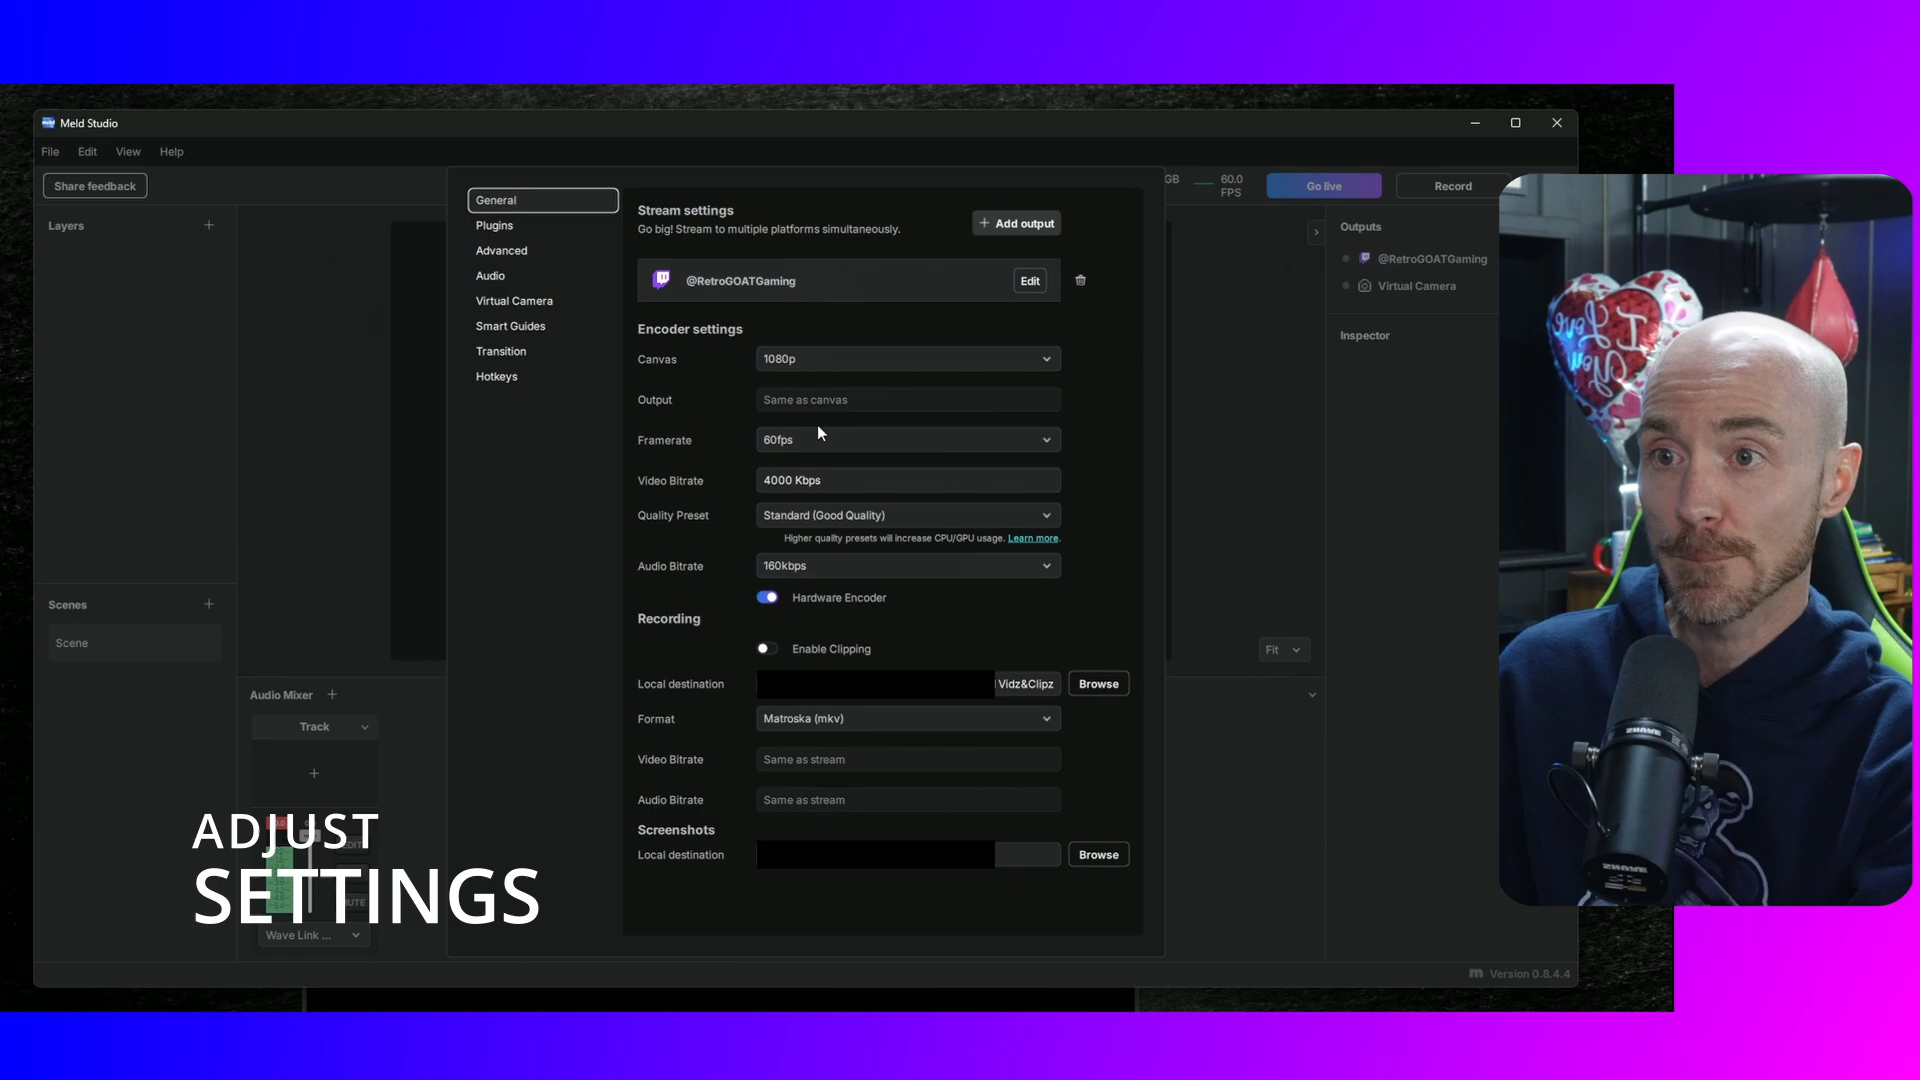 Meld Studio
File Edit View Help
Share feedback
GB
60.0
FPS
Go live
Record
Layers
Scenes
Scene
Audio Mixer
Track
EDIT
Wave Link ...
General
Plugins
Advanced
Audio
Virtual Camera
Smart Guides
Transition
Hotkeys
Stream settings
Go big! Stream to multiple platforms simultaneously.
Add output
@RetroGOATGaming
Edit
Encoder settings
Canvas 1080p
Output Same as canvas
Framerate 60fps
Video Bitrate 4000 Kbps
Quality Preset Standard (Good Quality)
Higher quality presets will increase CPU/GPU usage. Learn more.
Audio Bitrate 160kbps
Hardware Encoder
Recording
Enable Clipping
Local destination Vidz&Clipz Browse
Format Matroska (mkv)
Video Bitrate Same as stream
Audio Bitrate Same as stream
Screenshots
Local destination Browse
Fit
Outputs
@RetroGOATGaming
Virtual Camera
Inspector
Version 0.8.4.4
I Love You
SHURE
SHURE
ADJUST
SETTINGS